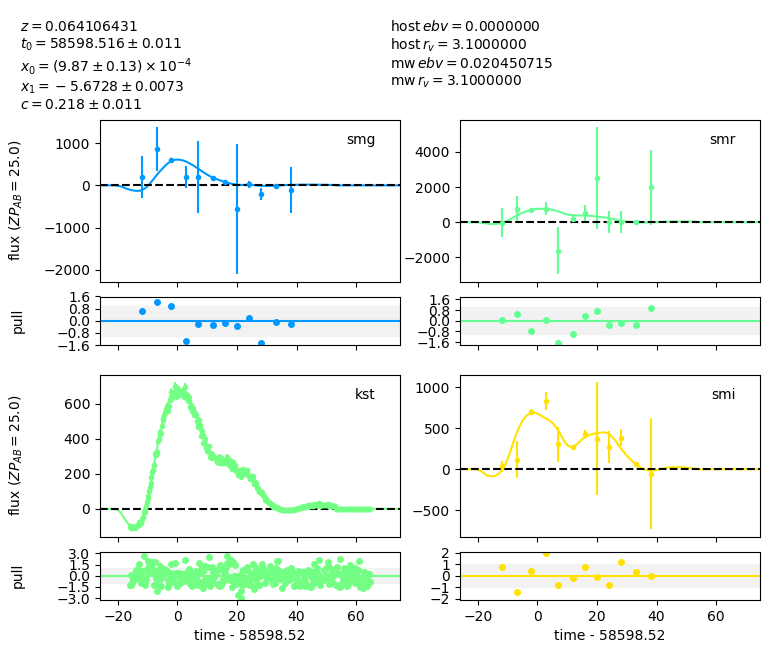 z = 0.064106431
t₀ = 58598.516 ± 0.011
x₀ = (9.87 ± 0.13) × 10⁻⁴
x₁ = −5.6728 ± 0.0073
c = 0.218 ± 0.011
host ebv = 0.0000000
host r_v = 3.1000000
mw ebv = 0.020450715
mw r_v = 3.1000000
smg
1000
0
−1000
−2000
flux (ZP_AB = 25.0)
smr
4000
2000
0
−2000
1.6
0.8
0.0
−0.8
−1.6
pull
1.6
0.8
0.0
−0.8
−1.6
kst
600
400
200
0
flux (ZP_AB = 25.0)
smi
1000
500
0
−500
3.0
1.5
0.0
−1.5
−3.0
pull
−20 0 20 40 60
time - 58598.52
2
1
0
−1
−2
−20 0 20 40 60
time - 58598.52